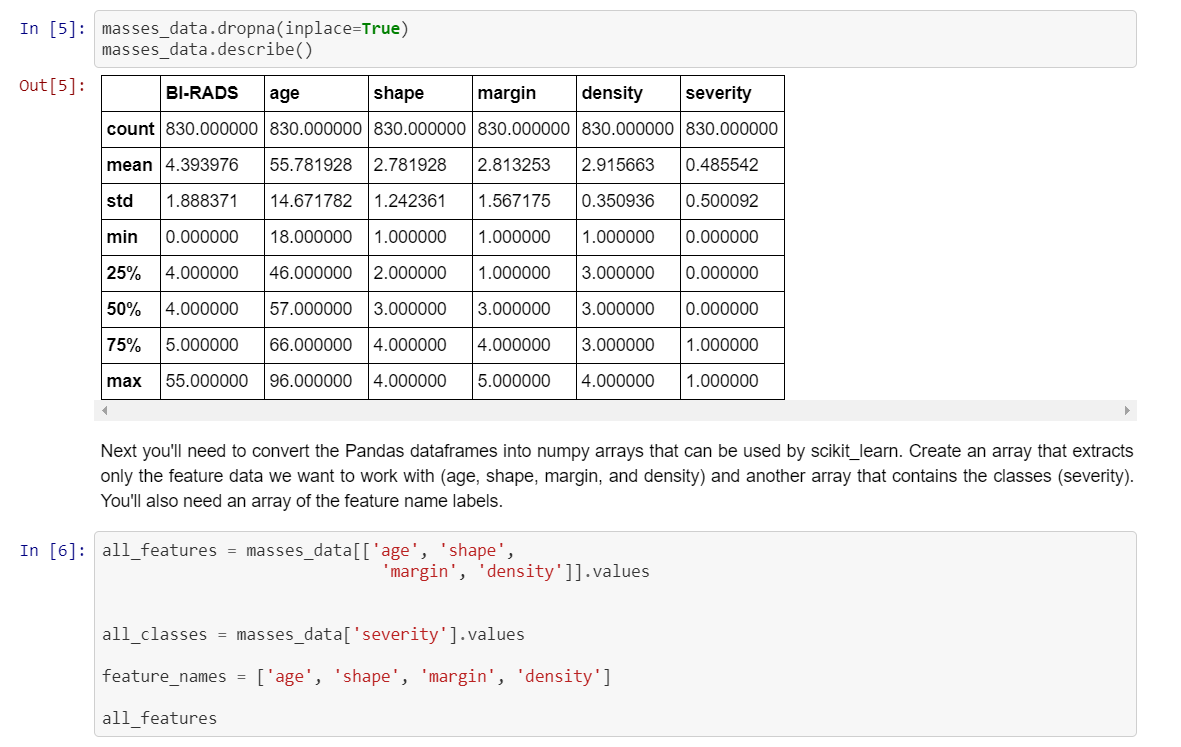 In [5]: masses_data.dropna(inplace=True)
masses_data.describe()
Out[5]:
BI-RADS age shape margin density severity
count 830.000000 830.000000 830.000000 830.000000 830.000000 830.000000
mean 4.393976 55.781928 2.781928 2.813253 2.915663 0.485542
std 1.888371 14.671782 1.242361 1.567175 0.350936 0.500092
min 0.000000 18.000000 1.000000 1.000000 1.000000 0.000000
25% 4.000000 46.000000 2.000000 1.000000 3.000000 0.000000
50% 4.000000 57.000000 3.000000 3.000000 3.000000 0.000000
75% 5.000000 66.000000 4.000000 4.000000 3.000000 1.000000
max 55.000000 96.000000 4.000000 5.000000 4.000000 1.000000
Next you'll need to convert the Pandas dataframes into numpy arrays that can be used by scikit_learn. Create an array that extracts
only the feature data we want to work with (age, shape, margin, and density) and another array that contains the classes (severity).
You'll also need an array of the feature name labels.
In [6]: all_features = masses_data[['age', 'shape',
'margin', 'density']].values
all_classes = masses_data['severity'].values
feature_names = ['age', 'shape', 'margin', 'density']
all_features